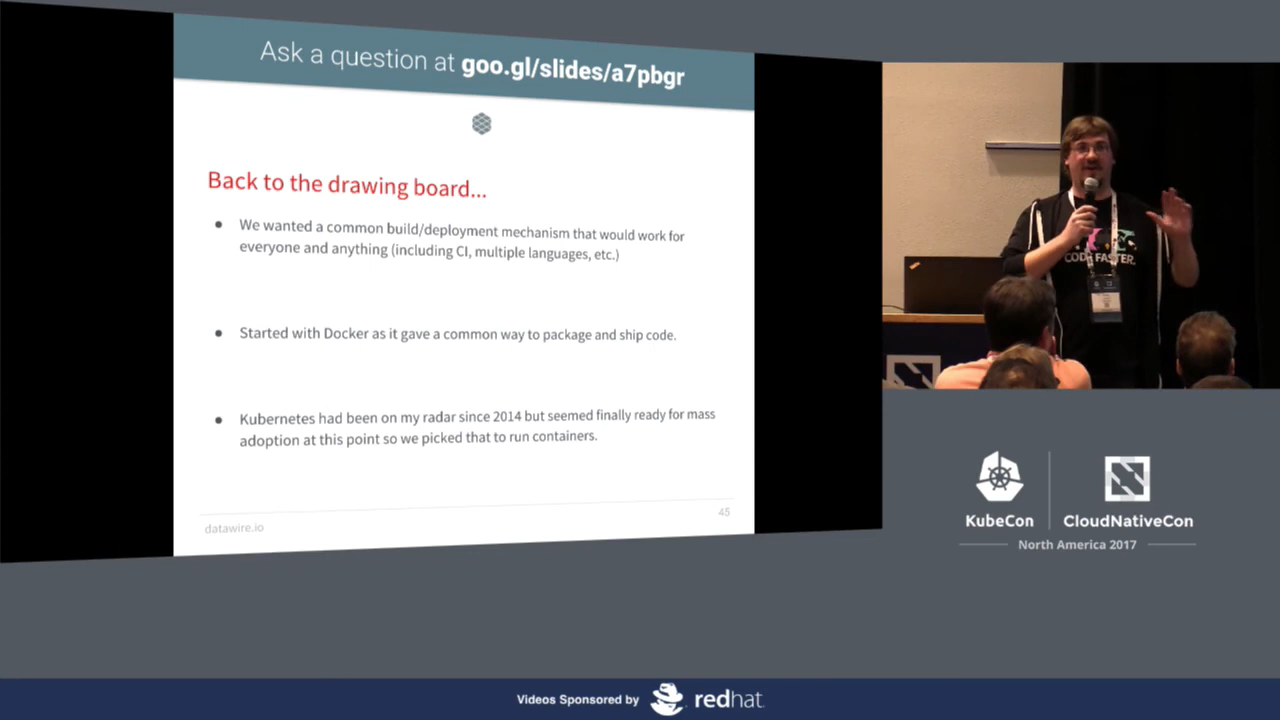 Ask a question at goo.gl/slides/a7pbgr
Back to the drawing board...
● We wanted a common build/deployment mechanism that would work for
everyone and anything (including CI, multiple languages, etc.)
● Started with Docker as it gave a common way to package and ship code.
● Kubernetes had been on my radar since 2014 but seemed finally ready for mass
adoption at this point so we picked that to run containers.
datawire.io
45
CODE FASTER.
KubeCon
CloudNativeCon
North America 2017
Videos Sponsored by
redhat